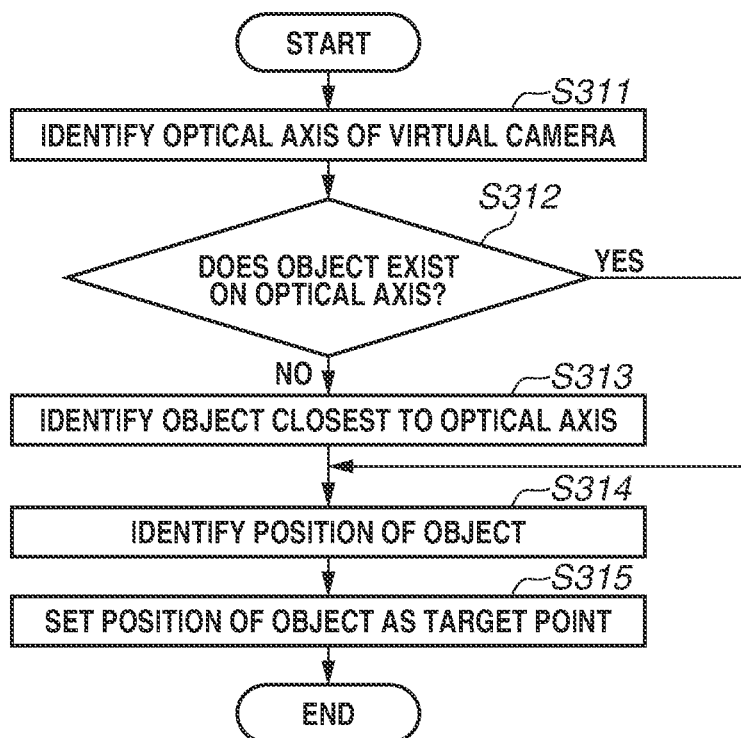 START
S311
IDENTIFY OPTICAL AXIS OF VIRTUAL CAMERA
S312
DOES OBJECT EXIST
ON OPTICAL AXIS?
YES
NO
S313
IDENTIFY OBJECT CLOSEST TO OPTICAL AXIS
S314
IDENTIFY POSITION OF OBJECT
S315
SET POSITION OF OBJECT AS TARGET POINT
END